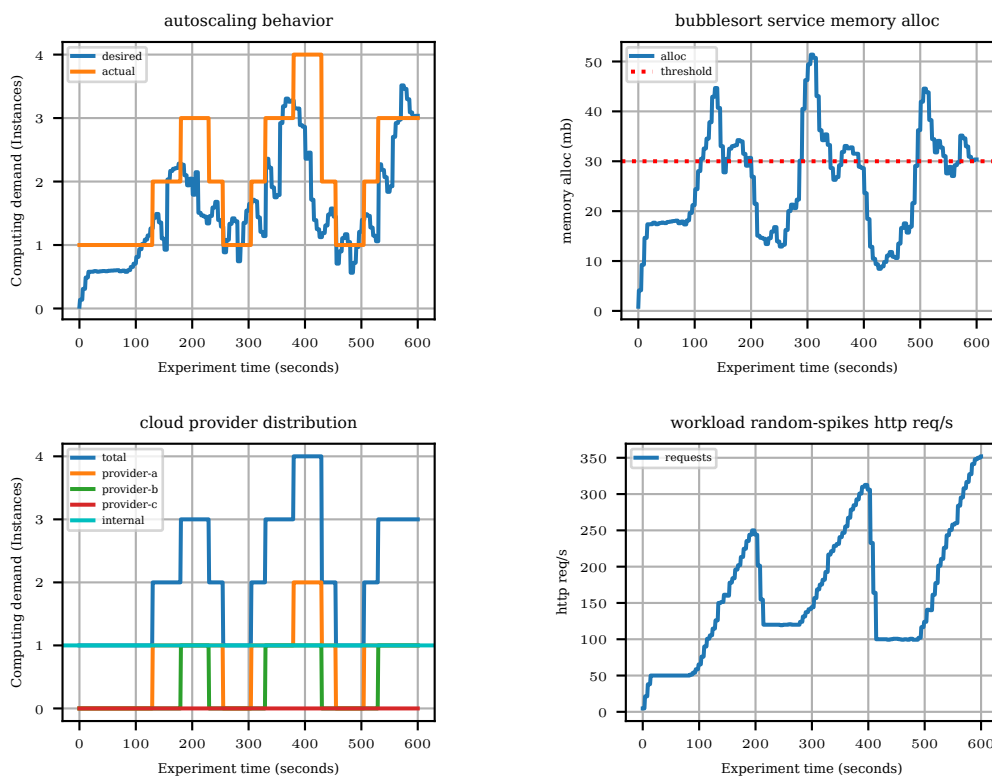 autoscaling behavior
desired
actual
Computing demand (Instances)
4
3
2
1
0
0 100 200 300 400 500 600
Experiment time (seconds)
bubblesort service memory alloc
alloc
threshold
memory alloc (mb)
50
40
30
20
10
0
0 100 200 300 400 500 600
Experiment time (seconds)
cloud provider distribution
total
provider-a
provider-b
provider-c
internal
Computing demand (Instances)
4
3
2
1
0
0 100 200 300 400 500 600
Experiment time (seconds)
workload random-spikes http req/s
requests
http req/s
350
300
250
200
150
100
50
0
0 100 200 300 400 500 600
Experiment time (seconds)